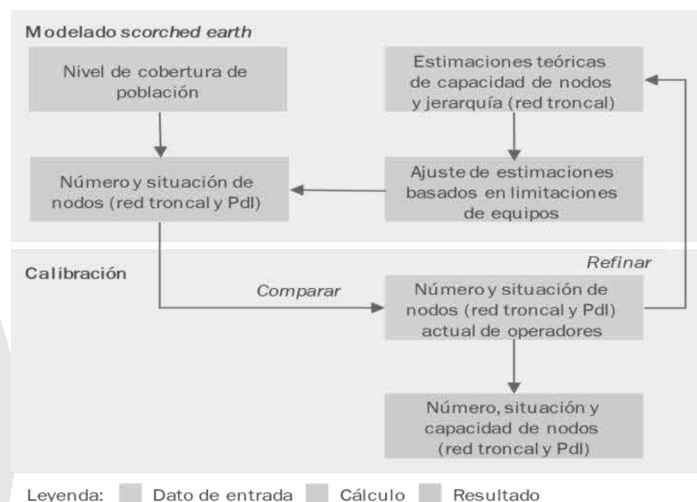 Modelado scorched earth
Nivel de cobertura de
población
Estimaciones teóricas
de capacidad de nodos
y jerarquía (red troncal)
Número y situación de
nodos (red troncal y PdI)
Ajuste de estimaciones
basados en limitaciones
de equipos
Calibración
Refinar
Comparar
Número y situación de
nodos (red troncal y PdI)
actual de operadores
Número, situación y
capacidad de nodos
(red troncal y PdI)
Leyenda: Dato de entrada Cálculo Resultado